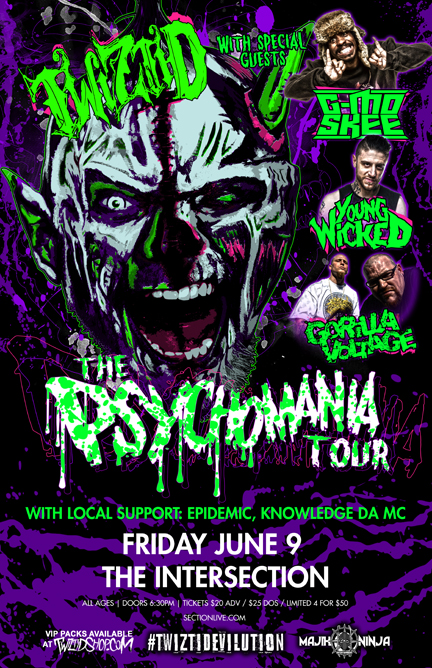 TWIZTID
WITH SPECIAL
GUESTS
G-MO
SKEE
YOUNG
WICKED
GORILLA
VOLTAGE
THE
PSYCHOMANIA
TOUR
WITH LOCAL SUPPORT: EPIDEMIC, KNOWLEDGE DA MC
FRIDAY JUNE 9
THE INTERSECTION
ALL AGES | DOORS 6:30PM | TICKETS $20 ADV / $25 DOS / LIMITED 4 FOR $50
SECTIONLIVE.COM
VIP PACKS AVAILABLE
AT TWIZTIDSHOP.COM
#TWIZTIDEVILUTION
MAJIK NINJA